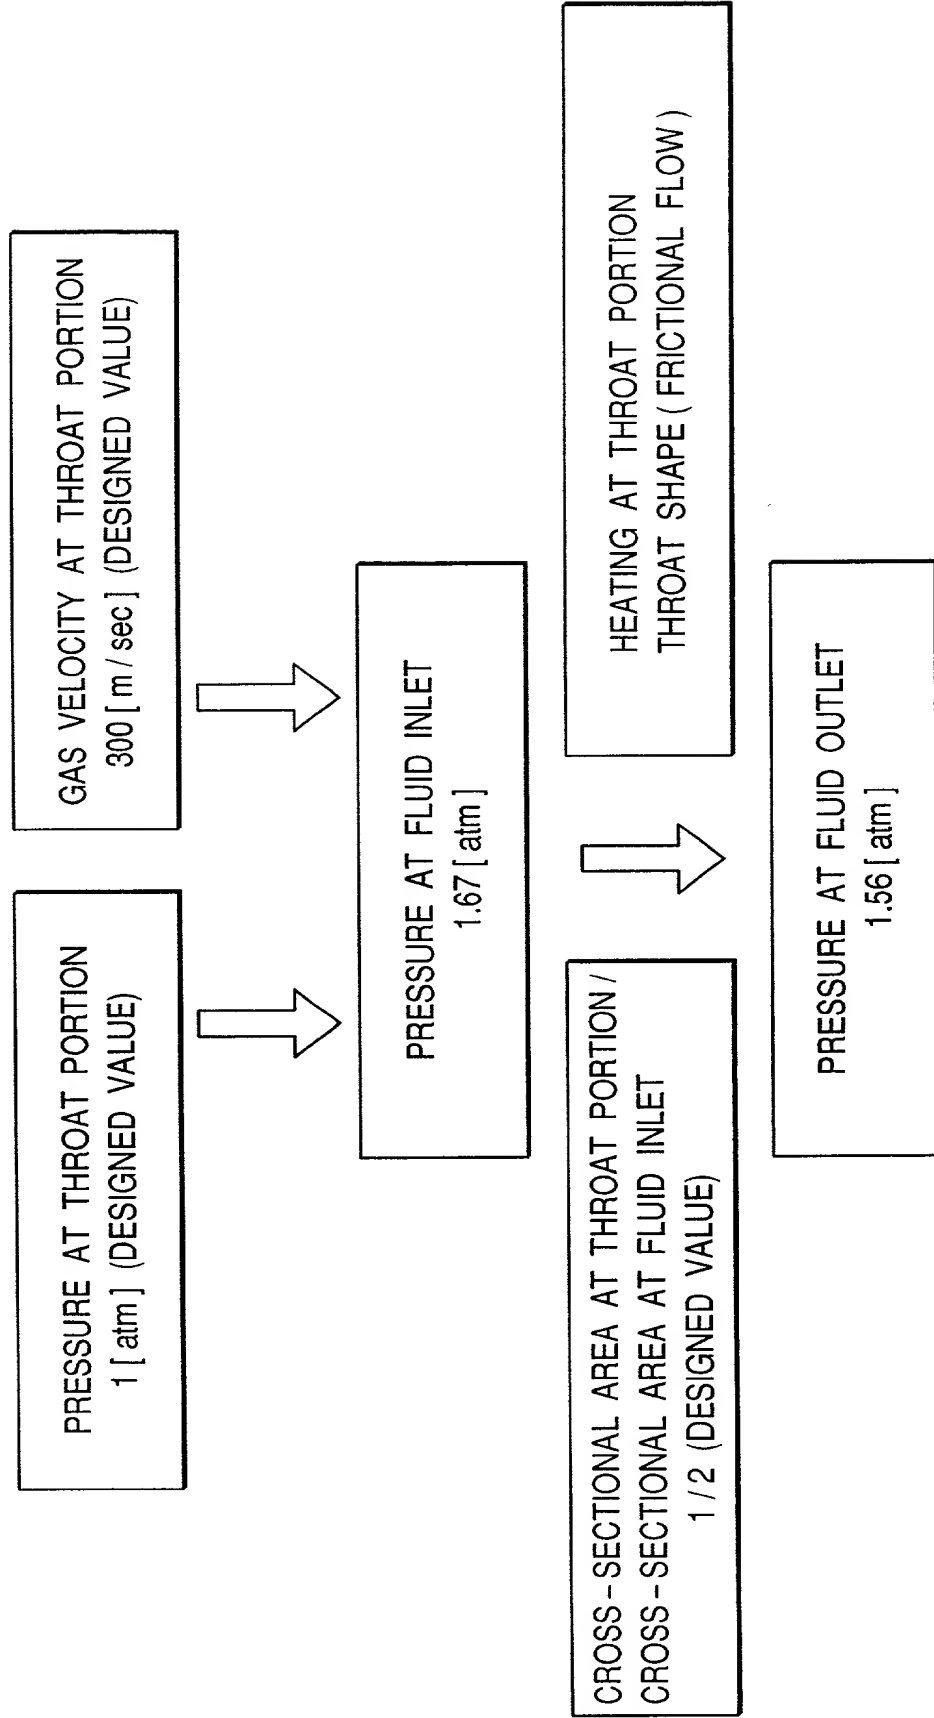 PRESSURE AT THROAT PORTION
1 [ atm ] (DESIGNED VALUE)
GAS VELOCITY AT THROAT PORTION
300 [ m / sec ] (DESIGNED VALUE)
PRESSURE AT FLUID INLET
1.67 [ atm ]
CROSS-SECTIONAL AREA AT THROAT PORTION /
CROSS-SECTIONAL AREA AT FLUID INLET
1 / 2 (DESIGNED VALUE)
HEATING AT THROAT PORTION
THROAT SHAPE ( FRICTIONAL FLOW )
PRESSURE AT FLUID OUTLET
1.56 [ atm ]